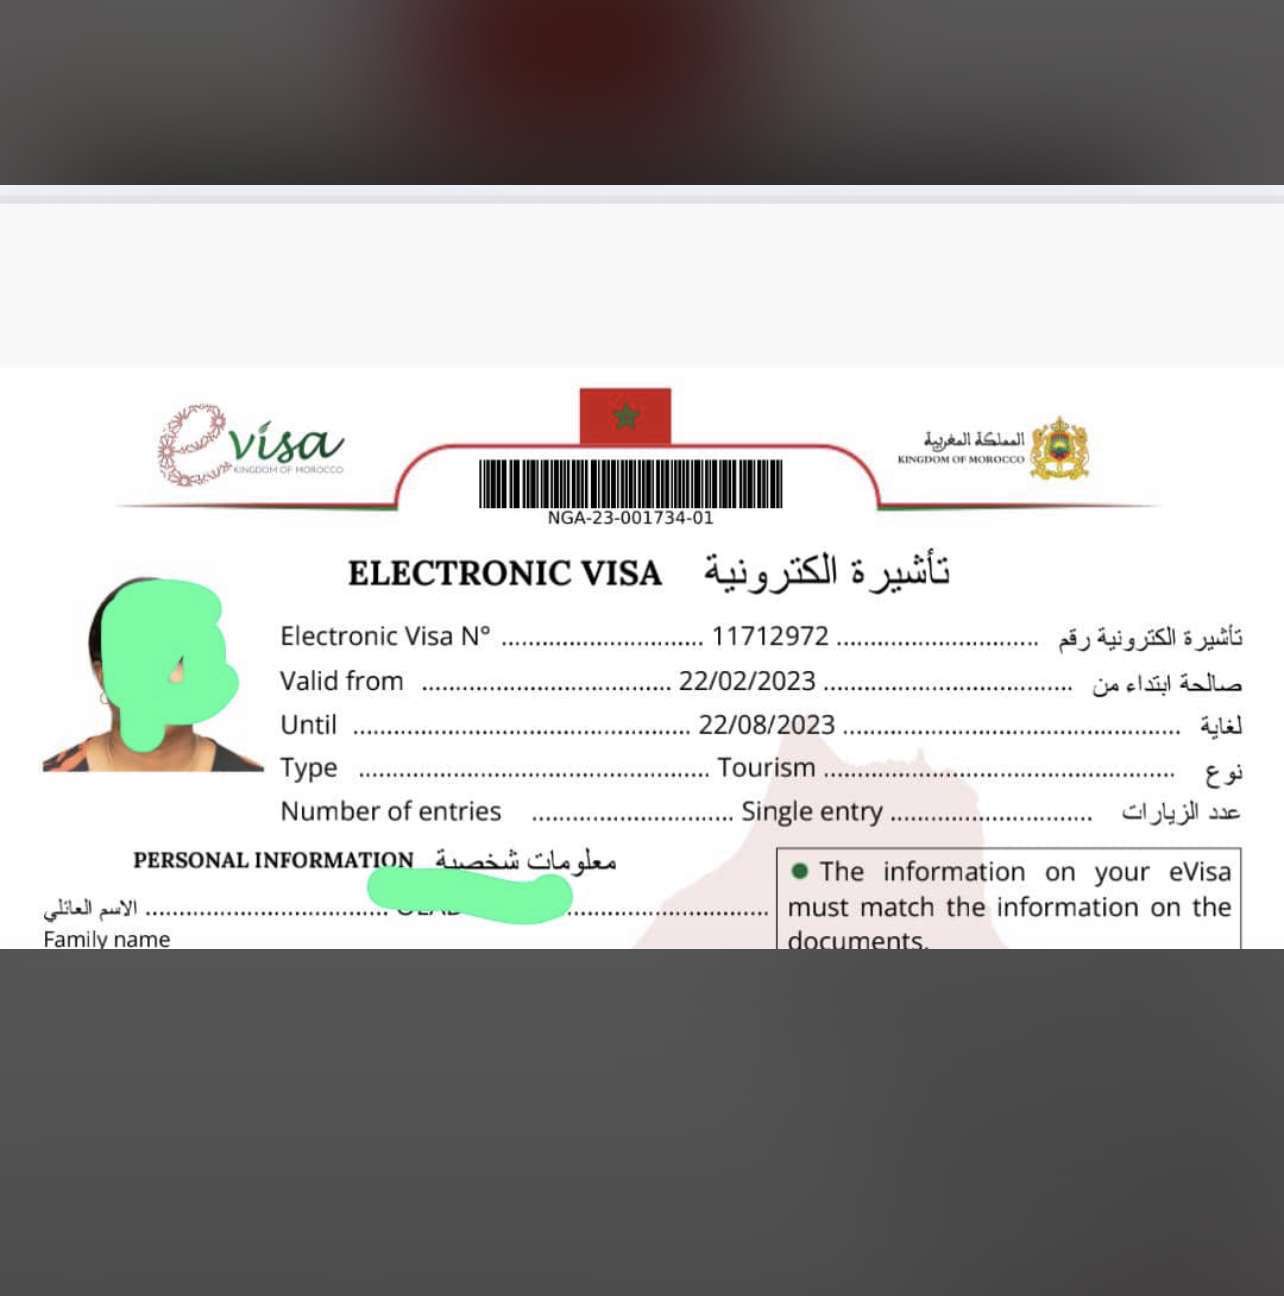 evisa
KINGDOM OF MOROCCO
المملكة المغربية
KINGDOM OF MOROCCO
NGA-23-001734-01
ELECTRONIC VISA تأشيرة الكترونية
Electronic Visa N° ............................. 11712972 ............................. تأشيرة الكترونية رقم
Valid from .................................... 22/02/2023 .................................... صالحة ابتداء من
Until ................................................. 22/08/2023 ................................................. لغاية
Type ................................................... Tourism ................................................... نوع
Number of entries ............................. Single entry ............................. عدد الزيارات
PERSONAL INFORMATION معلومات شخصية
الاسم العائلي
Family name
The information on your eVisa
must match the information on the
documents.